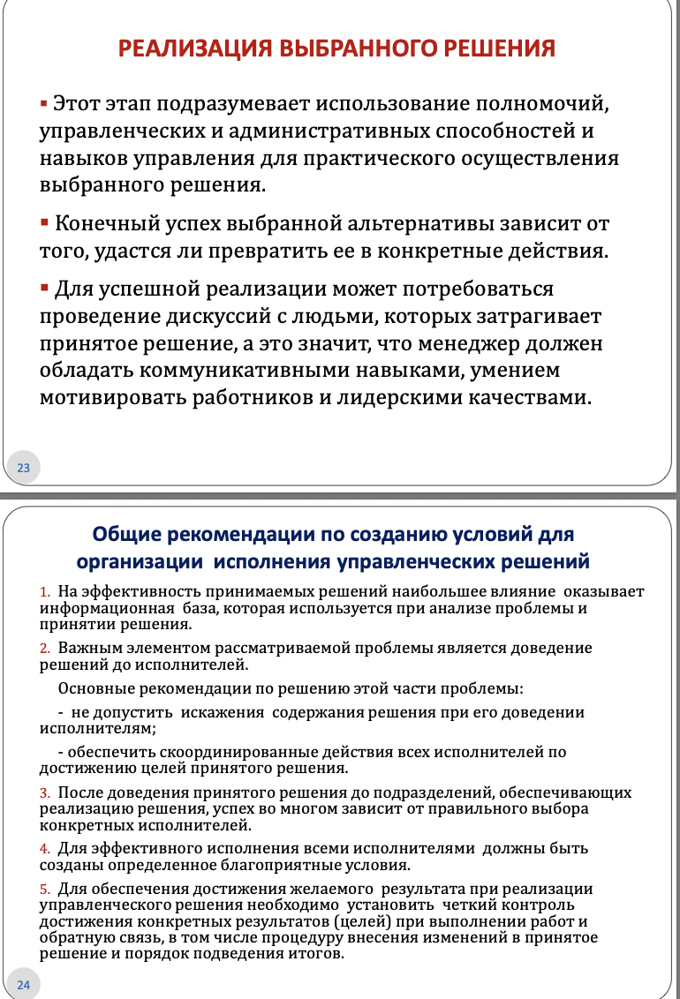 РЕАЛИЗАЦИЯ ВЫБРАННОГО РЕШЕНИЯ
▪ Этот этап подразумевает использование полномочий,
управленческих и административных способностей и
навыков управления для практического осуществления
выбранного решения.
▪ Конечный успех выбранной альтернативы зависит от
того, удастся ли превратить ее в конкретные действия.
▪ Для успешной реализации может потребоваться
проведение дискуссий с людьми, которых затрагивает
принятое решение, а это значит, что менеджер должен
обладать коммуникативными навыками, умением
мотивировать работников и лидерскими качествами.
23
Общие рекомендации по созданию условий для
организации исполнения управленческих решений
1. На эффективность принимаемых решений наибольшее влияние оказывает
информационная база, которая используется при анализе проблемы и
принятии решения.
2. Важным элементом рассматриваемой проблемы является доведение
решений до исполнителей.
Основные рекомендации по решению этой части проблемы:
- не допустить искажения содержания решения при его доведении
исполнителям;
- обеспечить скоординированные действия всех исполнителей по
достижению целей принятого решения.
3. После доведения принятого решения до подразделений, обеспечивающих
реализацию решения, успех во многом зависит от правильного выбора
конкретных исполнителей.
4. Для эффективного исполнения всеми исполнителями должны быть
созданы определенное благоприятные условия.
5. Для обеспечения достижения желаемого результата при реализации
управленческого решения необходимо установить четкий контроль
достижения конкретных результатов (целей) при выполнении работ и
обратную связь, в том числе процедуру внесения изменений в принятое
решение и порядок подведения итогов.
24